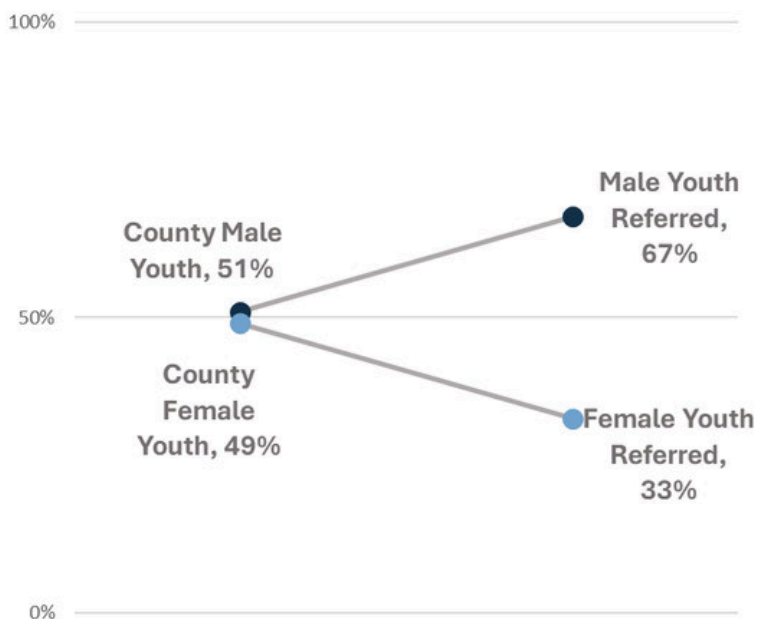 100%
Male Youth
Referred,
67%
County Male
Youth, 51%
50%
County
Female
Youth, 49%
Female Youth
Referred,
33%
0%